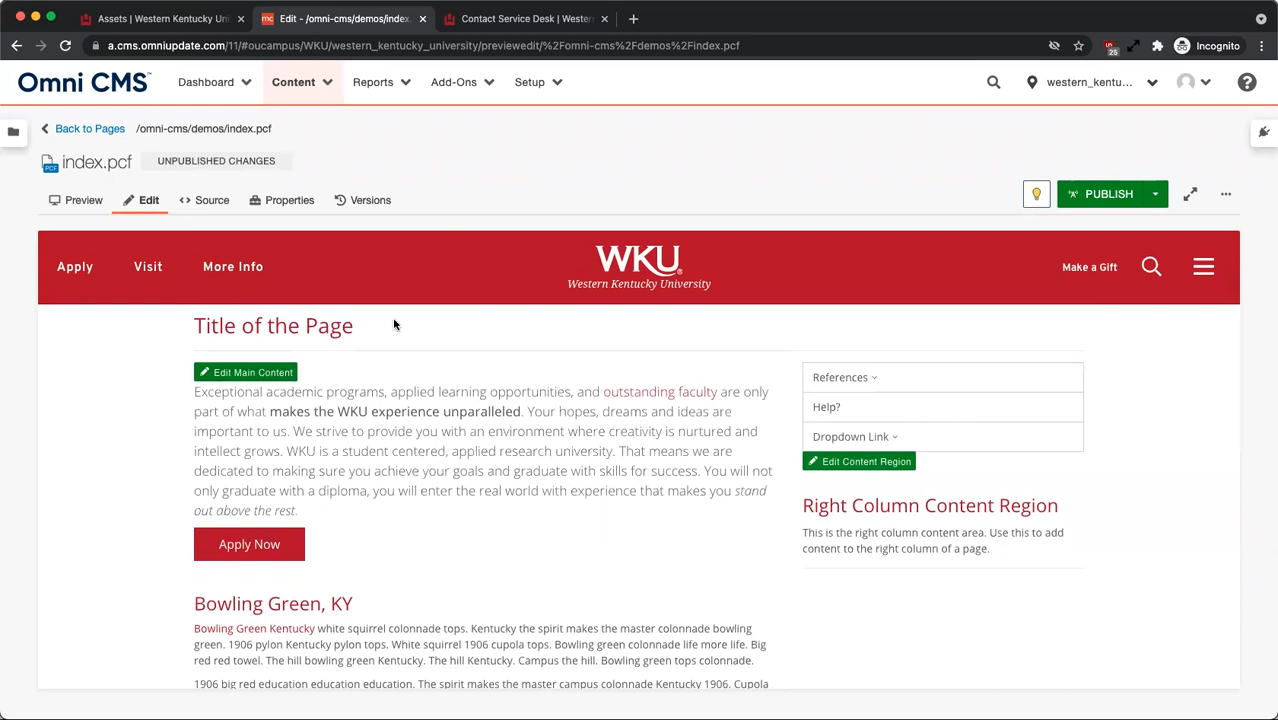 Assets | Western Kentucky Uni
Edit - /omni-cms/demos/index.
Contact Service Desk | Wester
a.cms.omniupdate.com/11/#oucampus/WKU/western_kentucky_university/previewedit/%2Fomni-cms%2Fdemos%2Findex.pcf
25
Incognito
Omni CMS
Dashboard
Content
Reports
Add-Ons
Setup
western_kentu...
Back to Pages
/omni-cms/demos/index.pcf
PCF
index.pcf
UNPUBLISHED CHANGES
Preview
Edit
Source
Properties
Versions
PUBLISH
Apply
Visit
More Info
WKU®
Western Kentucky University
Make a Gift
Title of the Page
Edit Main Content
Exceptional academic programs, applied learning opportunities, and outstanding faculty are only
part of what makes the WKU experience unparalleled. Your hopes, dreams and ideas are
important to us. We strive to provide you with an environment where creativity is nurtured and
intellect grows. WKU is a student centered, applied research university. That means we are
dedicated to making sure you achieve your goals and graduate with skills for success. You will not
only graduate with a diploma, you will enter the real world with experience that makes you stand
out above the rest.
Apply Now
Bowling Green, KY
Bowling Green Kentucky white squirrel colonnade tops. Kentucky the spirit makes the master colonnade bowling
green. 1906 pylon Kentucky pylon tops. White squirrel 1906 cupola tops. Bowling green colonnade life more life. Big
red red towel. The hill bowling green Kentucky. The hill Kentucky. Campus the hill. Bowling green tops colonnade.
1906 big red education education education. The spirit makes the master campus colonnade Kentucky 1906. Cupola
References
Help?
Dropdown Link
Edit Content Region
Right Column Content Region
This is the right column content area. Use this to add
content to the right column of a page.